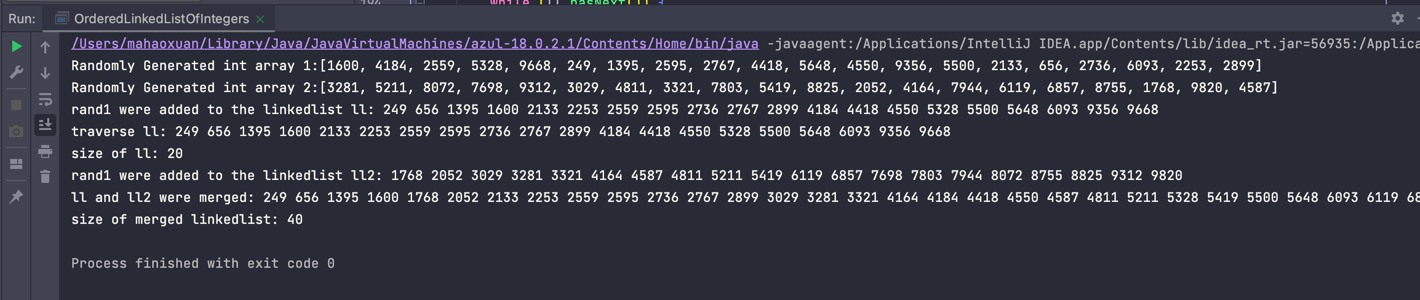 194 while (li.hasNext()) {
Run: OrderedLinkedListOfIntegers ×
/Users/mahaoxuan/Library/Java/JavaVirtualMachines/azul-18.0.2.1/Contents/Home/bin/java -javaagent:/Applications/IntelliJ IDEA.app/Contents/lib/idea_rt.jar=56935:/Applica
Randomly Generated int array 1:[1600, 4184, 2559, 5328, 9668, 249, 1395, 2595, 2767, 4418, 5648, 4550, 9356, 5500, 2133, 656, 2736, 6093, 2253, 2899]
Randomly Generated int array 2:[3281, 5211, 8072, 7698, 9312, 3029, 4811, 3321, 7803, 5419, 8825, 2052, 4164, 7944, 6119, 6857, 8755, 1768, 9820, 4587]
rand1 were added to the linkedlist ll: 249 656 1395 1600 2133 2253 2559 2595 2736 2767 2899 4184 4418 4550 5328 5500 5648 6093 9356 9668
traverse ll: 249 656 1395 1600 2133 2253 2559 2595 2736 2767 2899 4184 4418 4550 5328 5500 5648 6093 9356 9668
size of ll: 20
rand1 were added to the linkedlist ll2: 1768 2052 3029 3281 3321 4164 4587 4811 5211 5419 6119 6857 7698 7803 7944 8072 8755 8825 9312 9820
ll and ll2 were merged: 249 656 1395 1600 1768 2052 2133 2253 2559 2595 2736 2767 2899 3029 3281 3321 4164 4184 4418 4550 4587 4811 5211 5328 5419 5500 5648 6093 6119 68
size of merged linkedlist: 40
Process finished with exit code 0